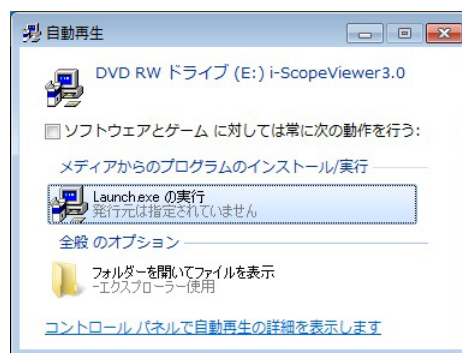 自動再生
DVD RW ドライブ (E:) i-ScopeViewer3.0
ソフトウェアとゲーム に対しては常に次の動作を行う:
メディアからのプログラムのインストール/実行
Launch.exe の実行
発行元は指定されていません
全般 のオプション
フォルダーを開いてファイルを表示
-エクスプローラー使用
コントロール パネルで自動再生の詳細を表示します